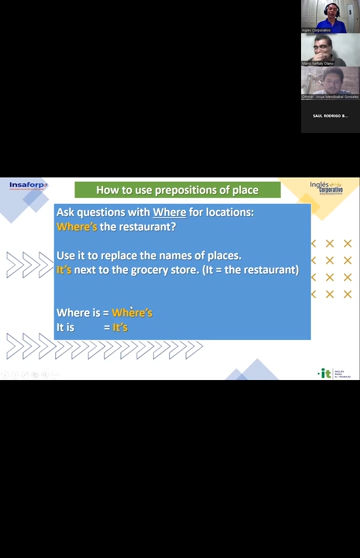 Inglés Corporativo
SAUL RODRIGO B...
Insaforp
Inglés
Corporativo
How to use prepositions of place
Ask questions with Where for locations:
Where's the restaurant?
Use it to replace the names of places.
It's next to the grocery store. (It = the restaurant)
Where is = Where's
It is = It's
it